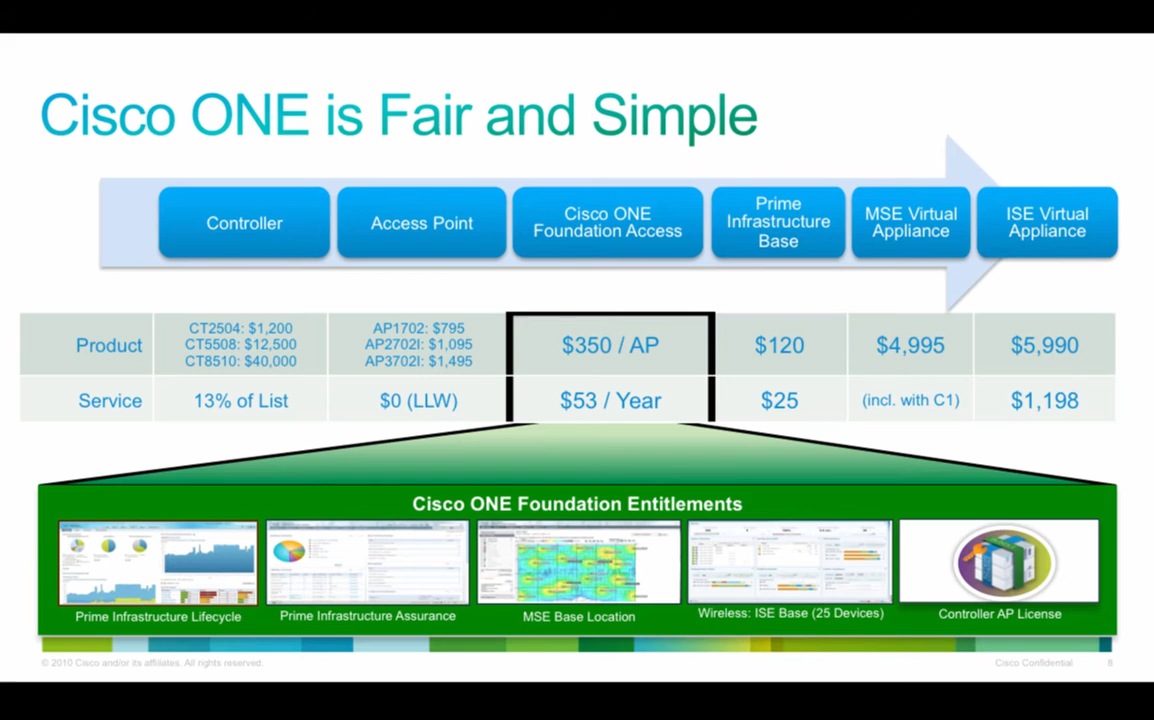 Cisco ONE is Fair and Simple
Controller
Access Point
Cisco ONE
Foundation Access
Prime
Infrastructure
Base
MSE Virtual
Appliance
ISE Virtual
Appliance
Product
CT2504: $1,200
CT5508: $12,500
CT8510: $40,000
AP1702: $795
AP2702I: $1,095
AP3702I: $1,495
$350 / AP
$120
$4,995
$5,990
Service
13% of List
$0 (LLW)
$53 / Year
$25
(incl. with C1)
$1,198
Cisco ONE Foundation Entitlements
Prime Infrastructure Lifecycle
Prime Infrastructure Assurance
MSE Base Location
Wireless: ISE Base (25 Devices)
Controller AP License
© 2010 Cisco and/or its affiliates. All rights reserved.
Cisco Confidential
8